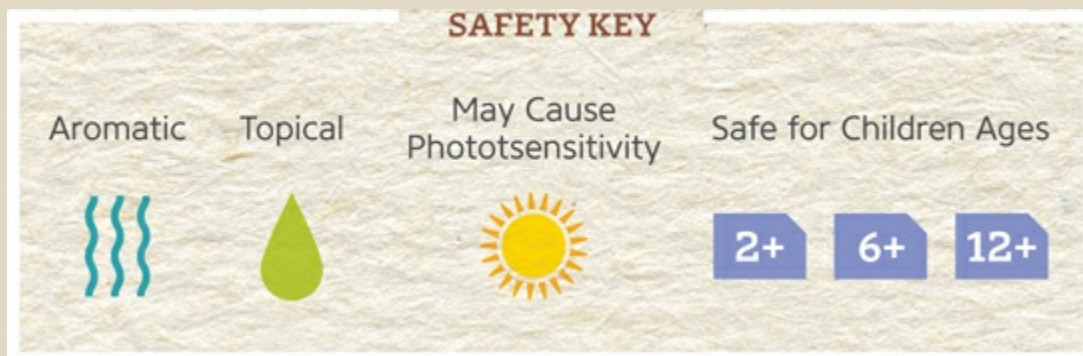 SAFETY KEY
Aromatic
Topical
May Cause
Phototsensitivity
Safe for Children Ages
2+ 6+ 12+